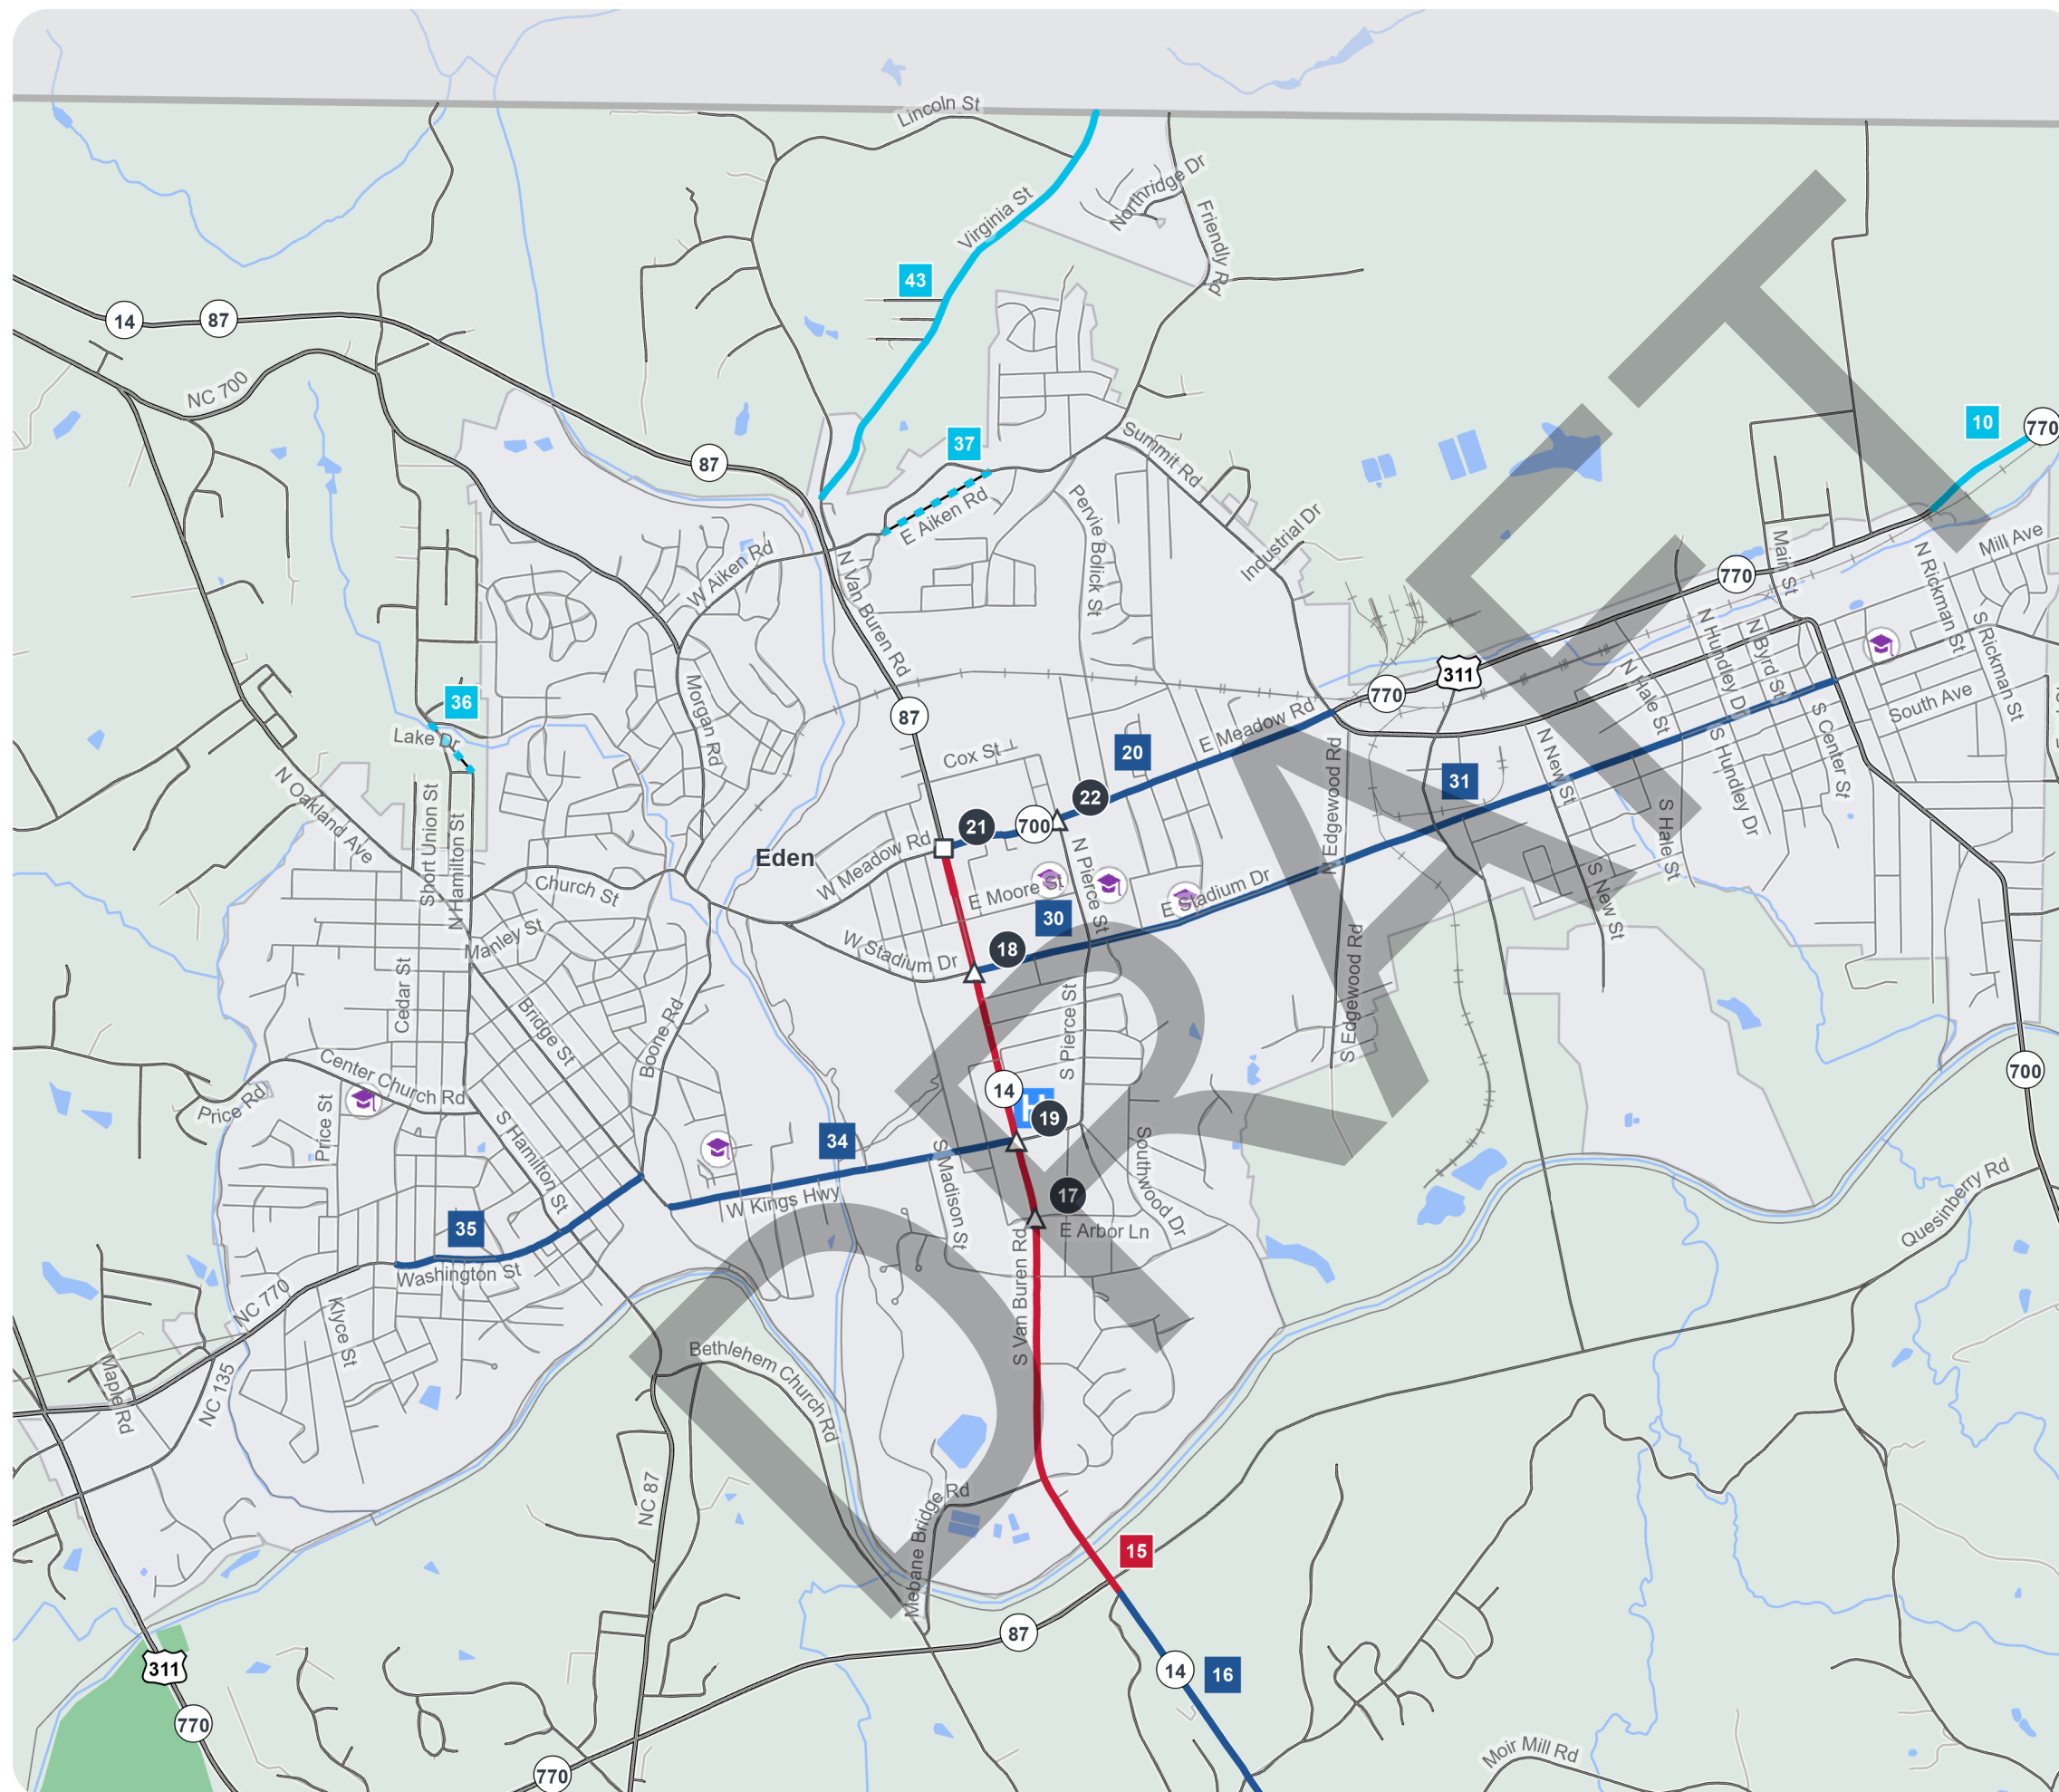 Lincoln St
Northridge Dr
Virginia St
Friendly Rd
43
14
87
NC 700
10
770
37
Summit Rd
87
E Aiken Rd
Pervie Bolick St
Industrial Dr
W Aiken Rd
N Van Buren Rd
Mill Ave
Main St
770
N Rickman St
S Rickman St
N Hundley Dr
N Byrd St
N Hale St
311
770
36
Lake Dr
Morgan Rd
87
E Meadow Rd
South Ave
S Center St
S Hundley Dr
Cox St
20
N New St
31
N Edgewood Rd
N Oakland Ave
Short Union St
N Hamilton St
22
21
700
S Hale St
Eden
W Meadow Rd
N Pierce St
Church St
E Moore St
E Stadium Dr
S New St
30
Manley St
W Stadium Dr
18
Cedar St
Bridge St
Boone Rd
S Pierce St
S Edgewood Rd
Center Church Rd
Price Rd
Price St
14
H
19
700
S Hamilton St
34
S Madison St
Southwood Dr
17
W Kings Hwy
35
E Arbor Ln
Quesinberry Rd
Washington St
NC 770
Klyce St
S Van Buren Rd
Maple Rd
NC 135
Bethlehem Church Rd
NC 87
Mebane Bridge Rd
15
87
14
16
311
770
770
Moir Mill Rd
DRAFT